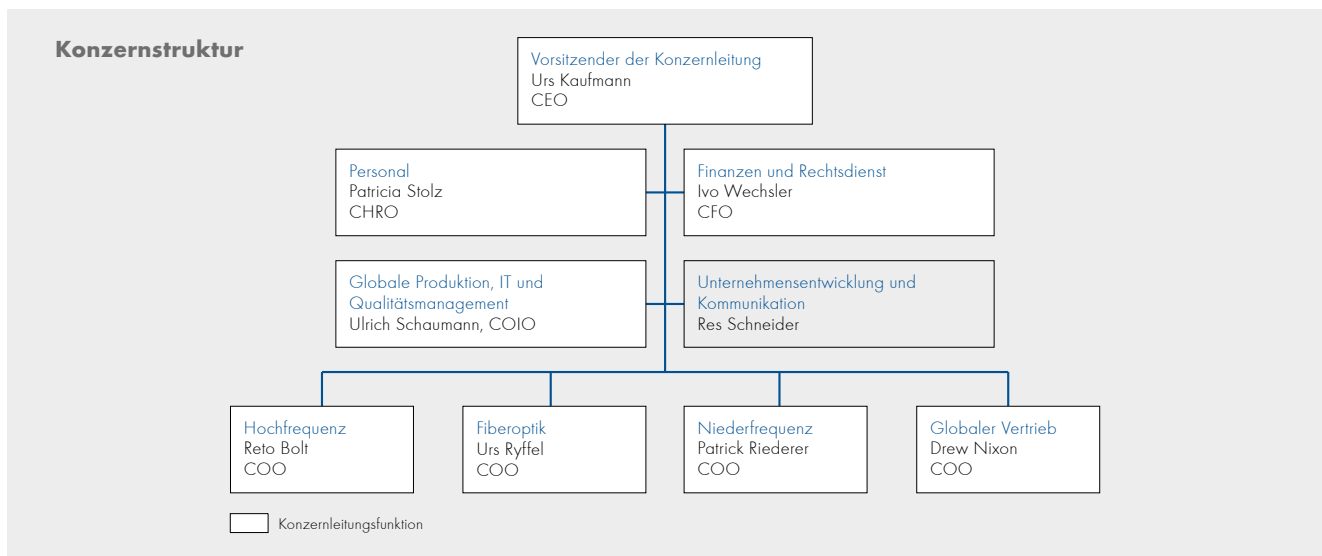 Konzernstruktur
Vorsitzender der Konzernleitung
Urs Kaufmann
CEO
Personal
Patricia Stolz
CHRO
Finanzen und Rechtsdienst
Ivo Wechsler
CFO
Globale Produktion, IT und
Qualitätsmanagement
Ulrich Schaumann, COIO
Unternehmensentwicklung und
Kommunikation
Res Schneider
Hochfrequenz
Reto Bolt
COO
Fiberoptik
Urs Ryffel
COO
Niederfrequenz
Patrick Riederer
COO
Globaler Vertrieb
Drew Nixon
COO
Konzernleitungsfunktion